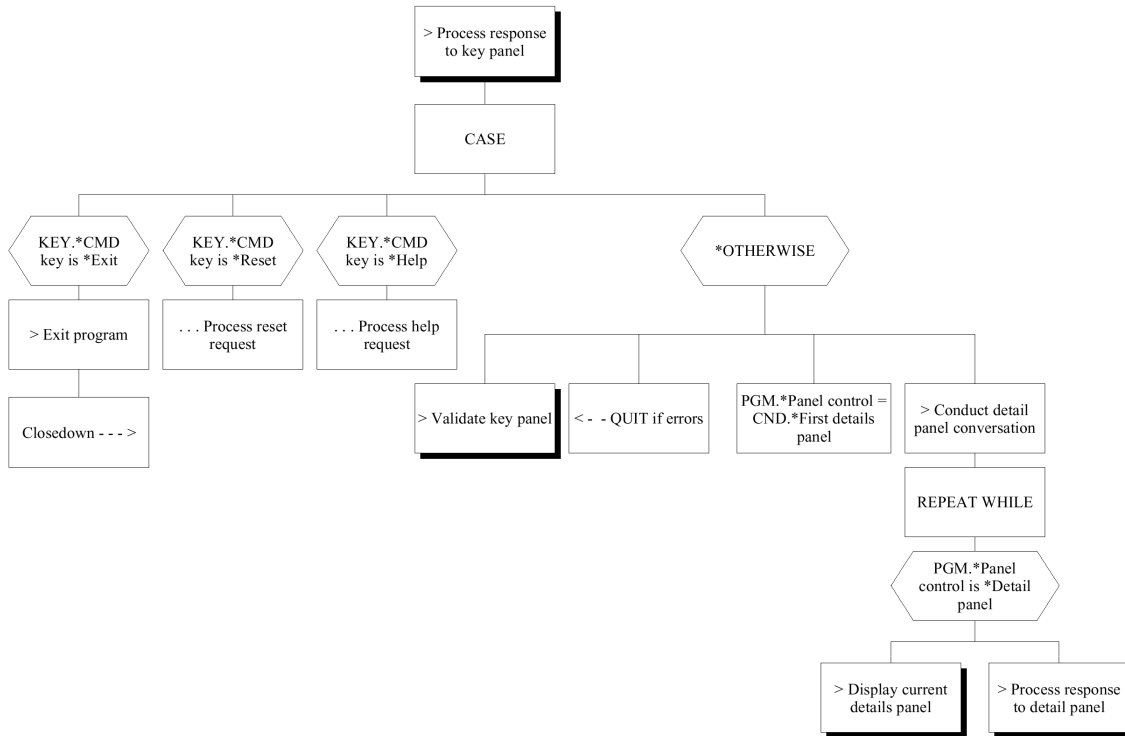 > Process response
to key panel
CASE
KEY.*CMD
key is *Exit
KEY.*CMD
key is *Reset
KEY.*CMD
key is *Help
*OTHERWISE
> Exit program
. . . Process reset
request
. . . Process help
request
Closedown - - - >
> Validate key panel
< - - QUIT if errors
PGM.*Panel control =
CND.*First details
panel
> Conduct detail
panel conversation
REPEAT WHILE
PGM.*Panel
control is *Detail
panel
> Display current
details panel
> Process response
to detail panel